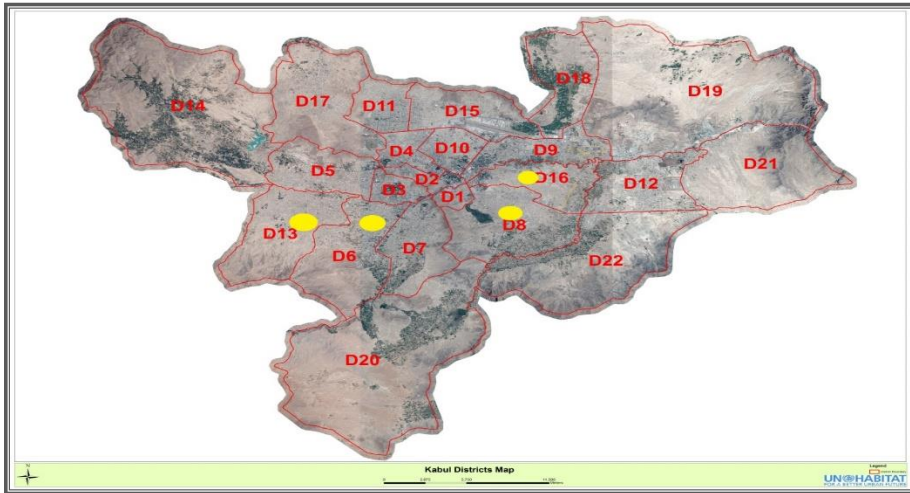 D18
D19
D14
D17
D11
D15
D4
D10
D9
D5
D2
D16
D21
D3
D12
D1
D13
D8
D6
D7
D22
D20
N
Kabul Districts Map
Legend
UN HABITAT
FOR A BETTER URBAN FUTURE